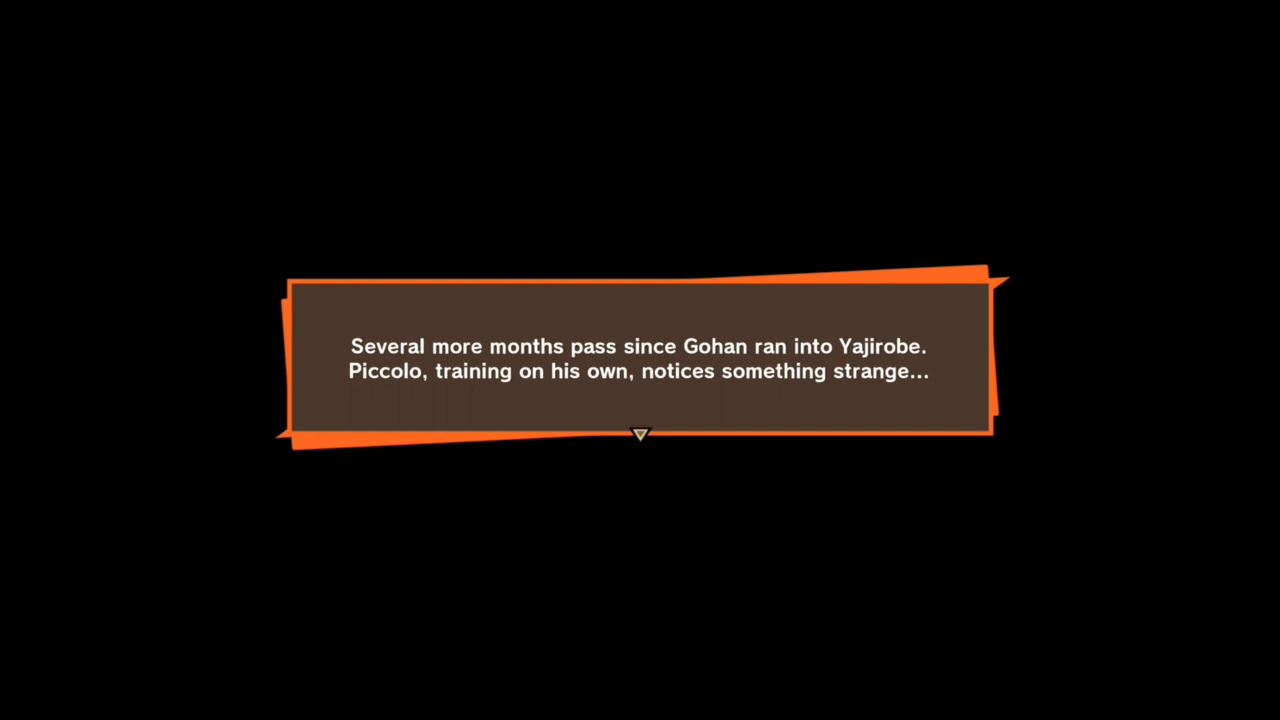 Several more months pass since Gohan ran into Yajirobe.
Piccolo, training on his own, notices something strange...